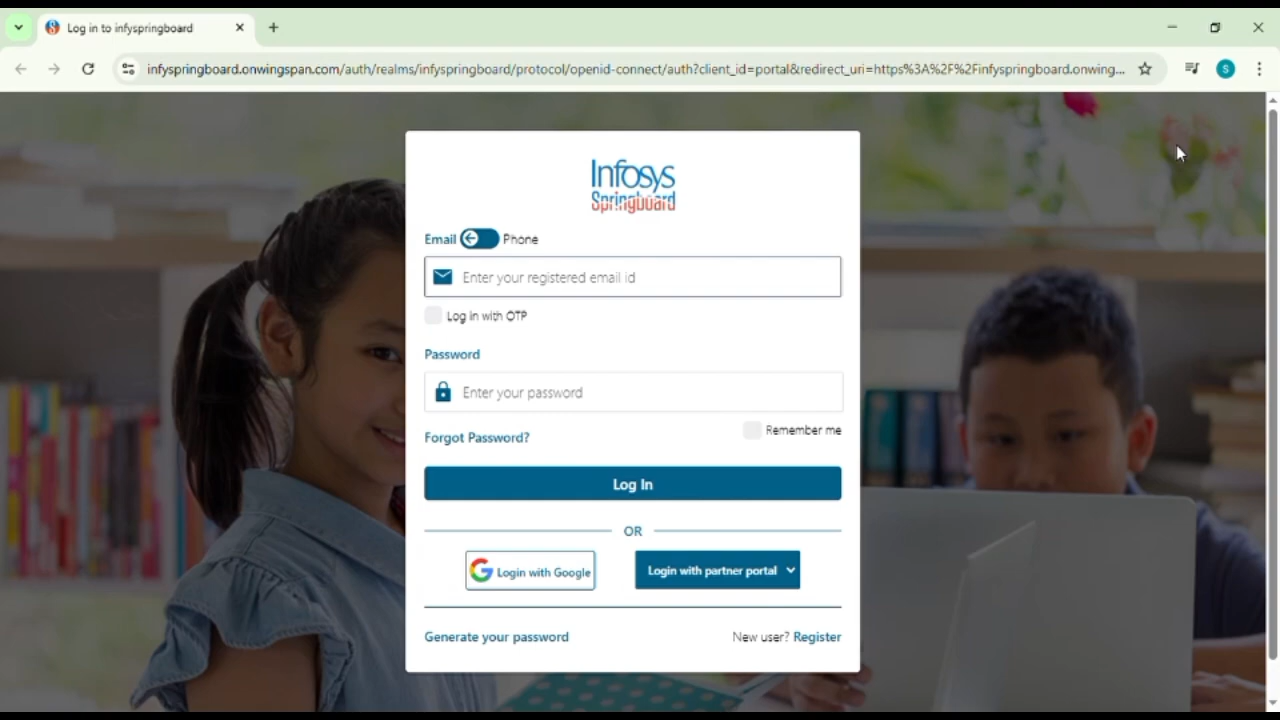 Log in to infyspringboard
infyspringboard.onwingspan.com/auth/realms/infyspringboard/protocol/openid-connect/auth?client_id=portal&redirect_uri=https%3A%2F%2Finfyspringboard.onwing...
S
Infosys
Springboard
Email Phone
Enter your registered email id
Log in with OTP
Password
Enter your password
Remember me
Forgot Password?
Log In
OR
Login with Google
Login with partner portal
Generate your password
New user? Register